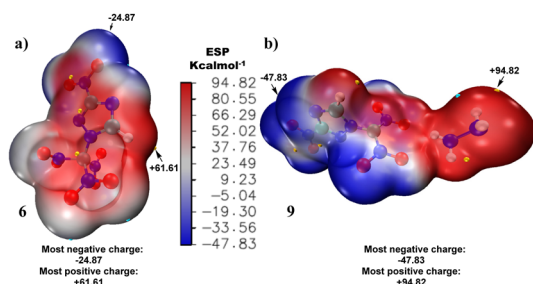 -24.87
a)
ESP
Kcalmol⁻¹
b)
94.82
80.55
66.29
52.02
37.76
23.49
9.23
-5.04
-19.30
-33.56
-47.83
+61.61
-47.83
+94.82
6
9
Most negative charge:
-24.87
Most positive charge:
+61.61
Most negative charge:
-47.83
Most positive charge:
+94.82